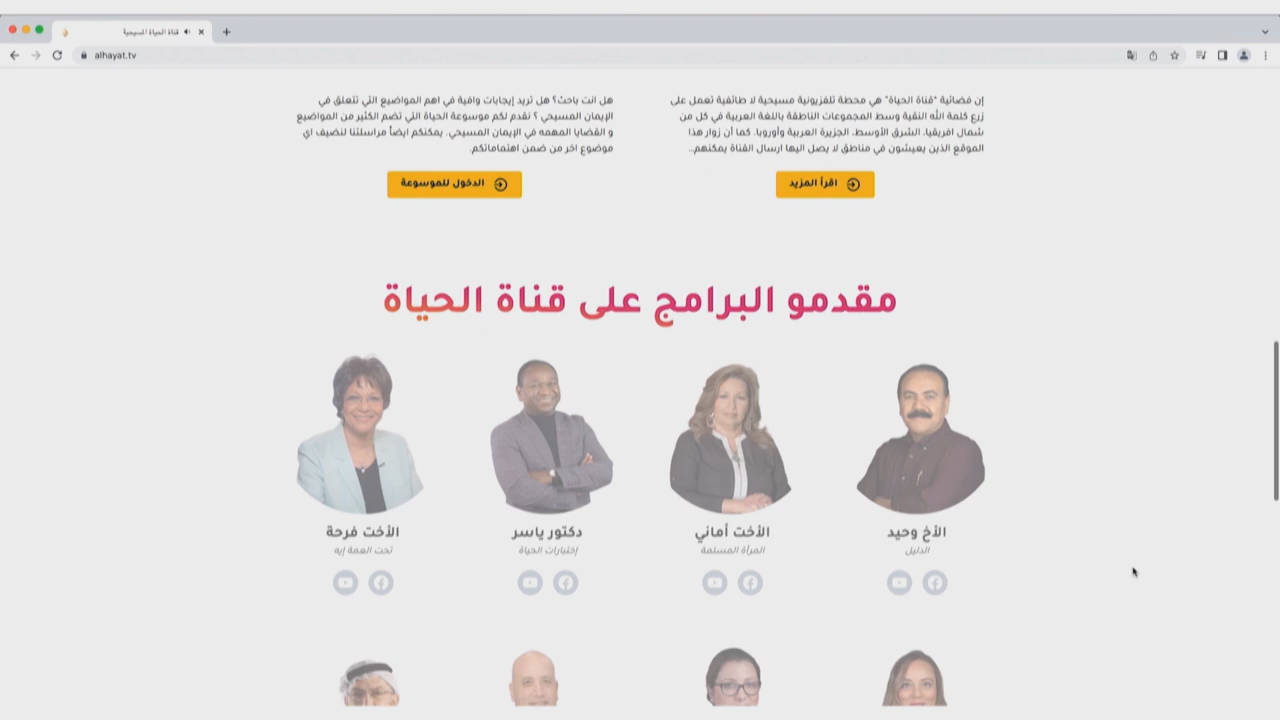 قناة الحياة المسيحية
alhayat.tv
إن فضائية "قناة الحياة" هي محطة تلفزيونية مسيحية لا طائفية تعمل على
زرع كلمة الله النقية وسط المجموعات الناطقة باللغة العربية في كل من
شمال افريقيا، الشرق الأوسط، الجزيرة العربية وأوروبا. كما أن زوار هذا
الموقع الذين يعيشون في مناطق لا يصل اليها ارسال القناة يمكنهم...
اقرأ المزيد
هل انت باحث؟ هل تريد إيجابات وافية في اهم المواضيع التي تتعلق في
الإيمان المسيحي ؟ نقدم لكم موسوعة الحياة التي تضم الكثير من المواضيع
و القضايا المهمه في الإيمان المسيحي. يمكنكم ايضاً مراسلتنا لنضيف اي
موضوع اخر من ضمن اهتماماتكم.
الدخول للموسوعة
مقدمو البرامج على قناة الحياة
الأخ وحيد
الدليل
الأخت أماني
المرأة المسلمة
دكتور ياسر
إختبارات الحياة
الأخت فرحة
تحت العمة إيه